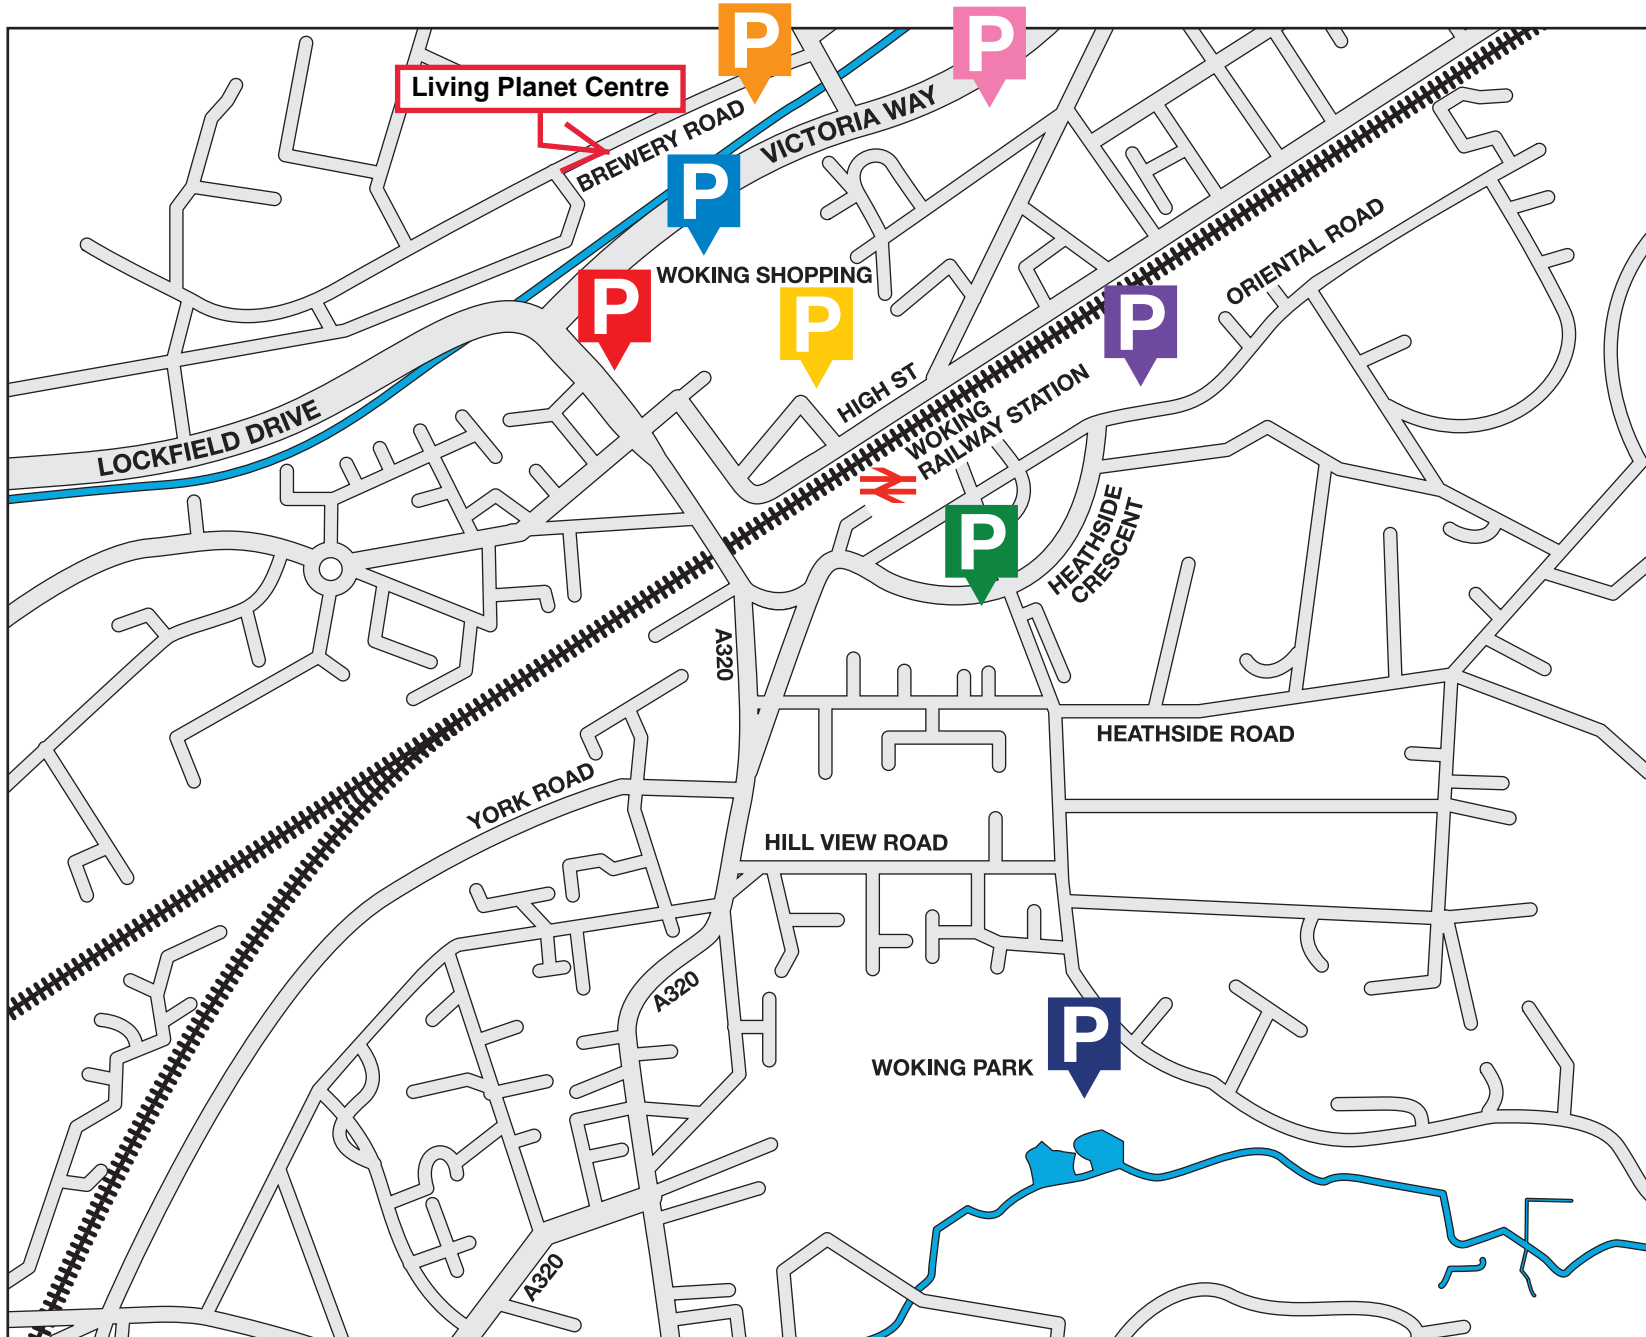 P
P
Living Planet Centre
BREWERY ROAD
VICTORIA WAY
P
WOKING SHOPPING
P
P
P
ORIENTAL ROAD
HIGH ST
WOKING
RAILWAY STATION
LOCKFIELD DRIVE
P
HEATHSIDE
CRESCENT
A320
HEATHSIDE ROAD
YORK ROAD
HILL VIEW ROAD
A320
P
WOKING PARK
A320